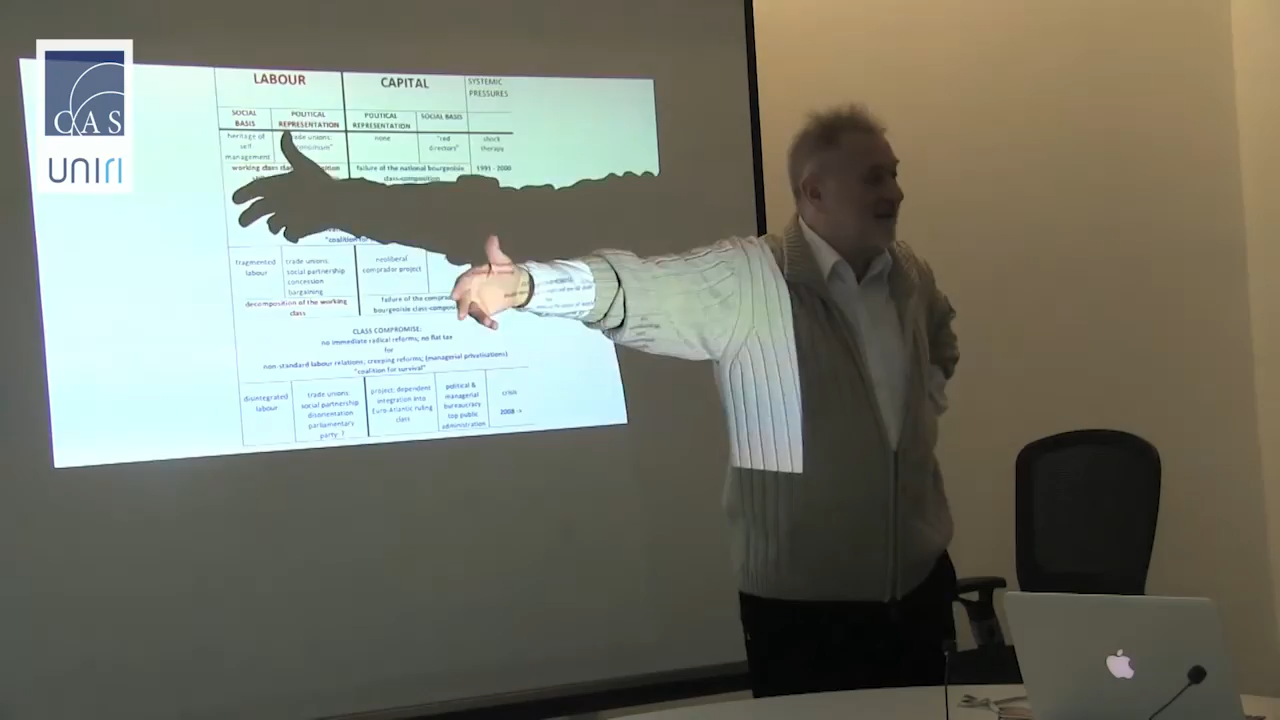 CAS
UNIRI
LABOUR
CAPITAL
SYSTEMIC
PRESSURES
SOCIAL
BASIS
POLITICAL
REPRESENTATION
POLITICAL
REPRESENTATION
SOCIAL BASIS
heritage of
self
management
trade unions:
none
"red
directors"
shock
therapy
working class
failure of the national bourgeoisie
class-composition
1991 - 2000
"coalition for
fragmented
labour
trade unions:
social partnership
concession
bargaining
neoliberal
comprador project
decomposition of the working
class
failure of the
bourgeoisie
CLASS COMPROMISE:
no immediate radical reforms; no flat tax
for
non-standard labour relations; creeping reforms; (managerial privatisations)
"coalition for survival"
disintegrated
labour
trade unions:
social partnership
disorientation
parliamentary
party: ?
project: dependent
integration into
Euro-Atlantic ruling
class
political &
managerial
bureaucracy
top public
administration
crisis
2008 ->